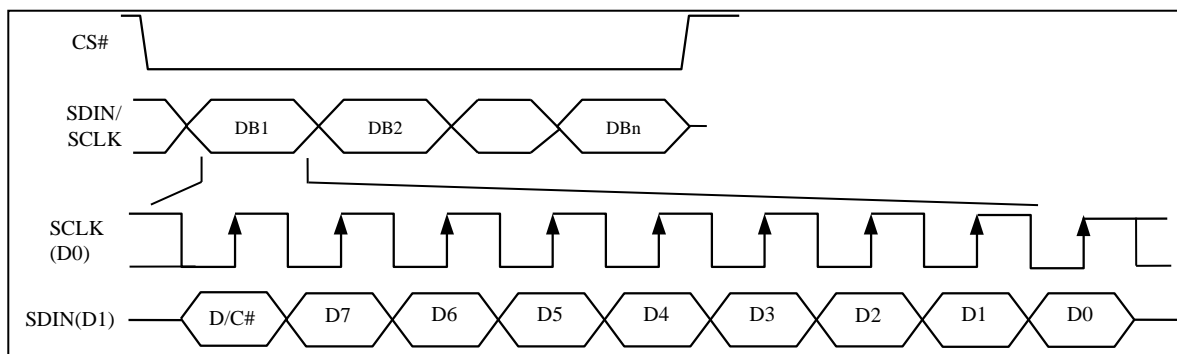 CS#
SDIN/
SCLK
DB1 DB2 DBn
SCLK
(D0)
SDIN(D1) D/C# D7 D6 D5 D4 D3 D2 D1 D0